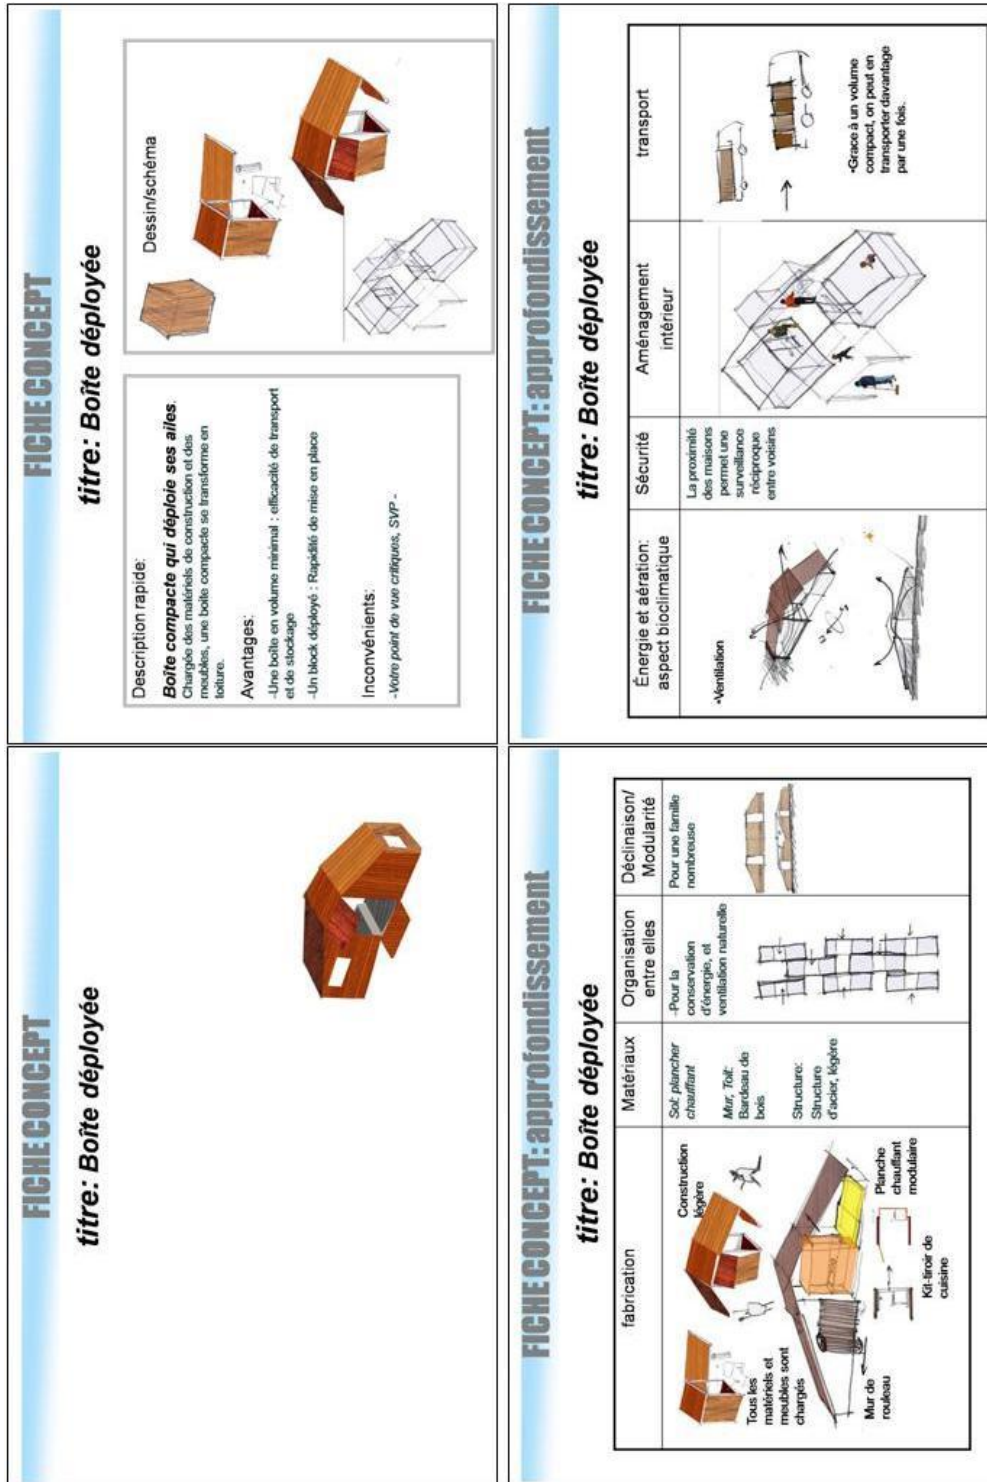 FICHE CONCEPT
titre: Boîte déployée
FICHE CONCEPT
titre: Boîte déployée
Description rapide:
Boîte compacte qui déploie ses ailes.
Chargée des matériels de construction et des
meubles, une boîte compacte se transforme en
toiture.
Avantages:
-Une boîte en volume minimal : efficacité de transport
et de stockage
-Un block déployé : Rapidité de mise en place
Inconvénients:
-Votre point de vue critiques, SVP -
Dessin/schéma
FICHE CONCEPT: approfondissement
titre: Boîte déployée
fabrication
Tous les
matériels et
meubles sont
chargés
Construction
légère
Mur de
rouleau
Kit-tiroir de
cuisine
Planche
chauffant
modulaire
Matériaux
Sol: plancher
chauffant
Mur, Toit:
Bardeau de
bois
Structure:
Structure
d'acier, légère
Organisation
entre elles
-Pour la
conservation
d'énergie, et
ventilation naturelle
Déclinaison/
Modularité
Pour une famille
nombreuse
FICHE CONCEPT: approfondissement
titre: Boîte déployée
Énergie et aération:
aspect bioclimatique
•Ventilation
Sécurité
La proximité
des maisons
permet une
surveillance
réciproque
entre voisins
Aménagement
intérieur
transport
•Grace à un volume
compact, on peut en
transporter davantage
par une fois.